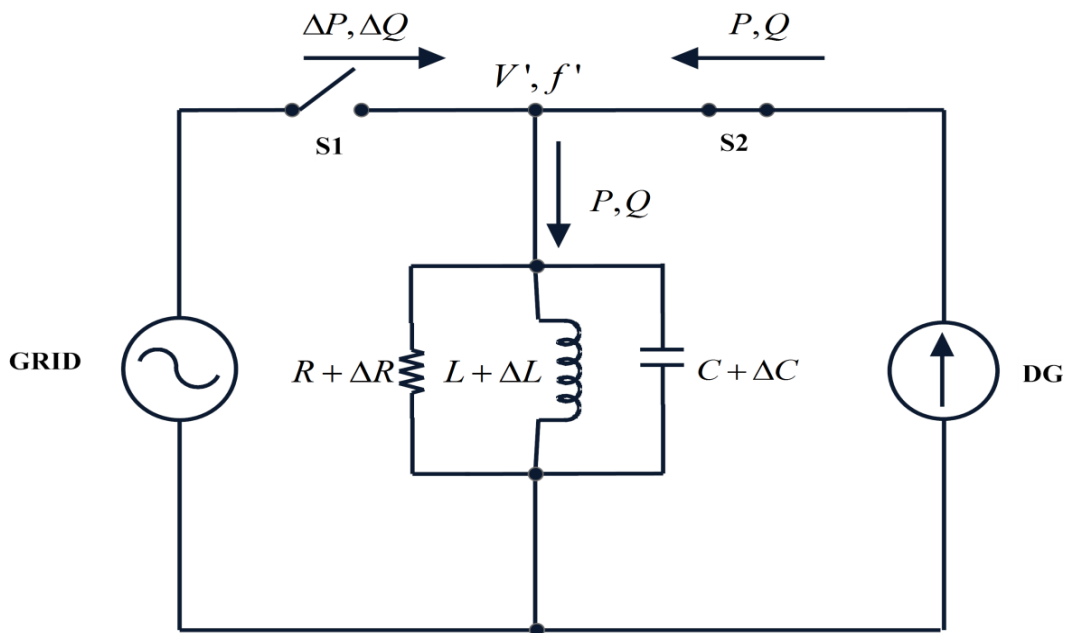 ΔP, ΔQ
P, Q
V', f'
S1
S2
P, Q
GRID
R + ΔR
L + ΔL
C + ΔC
DG